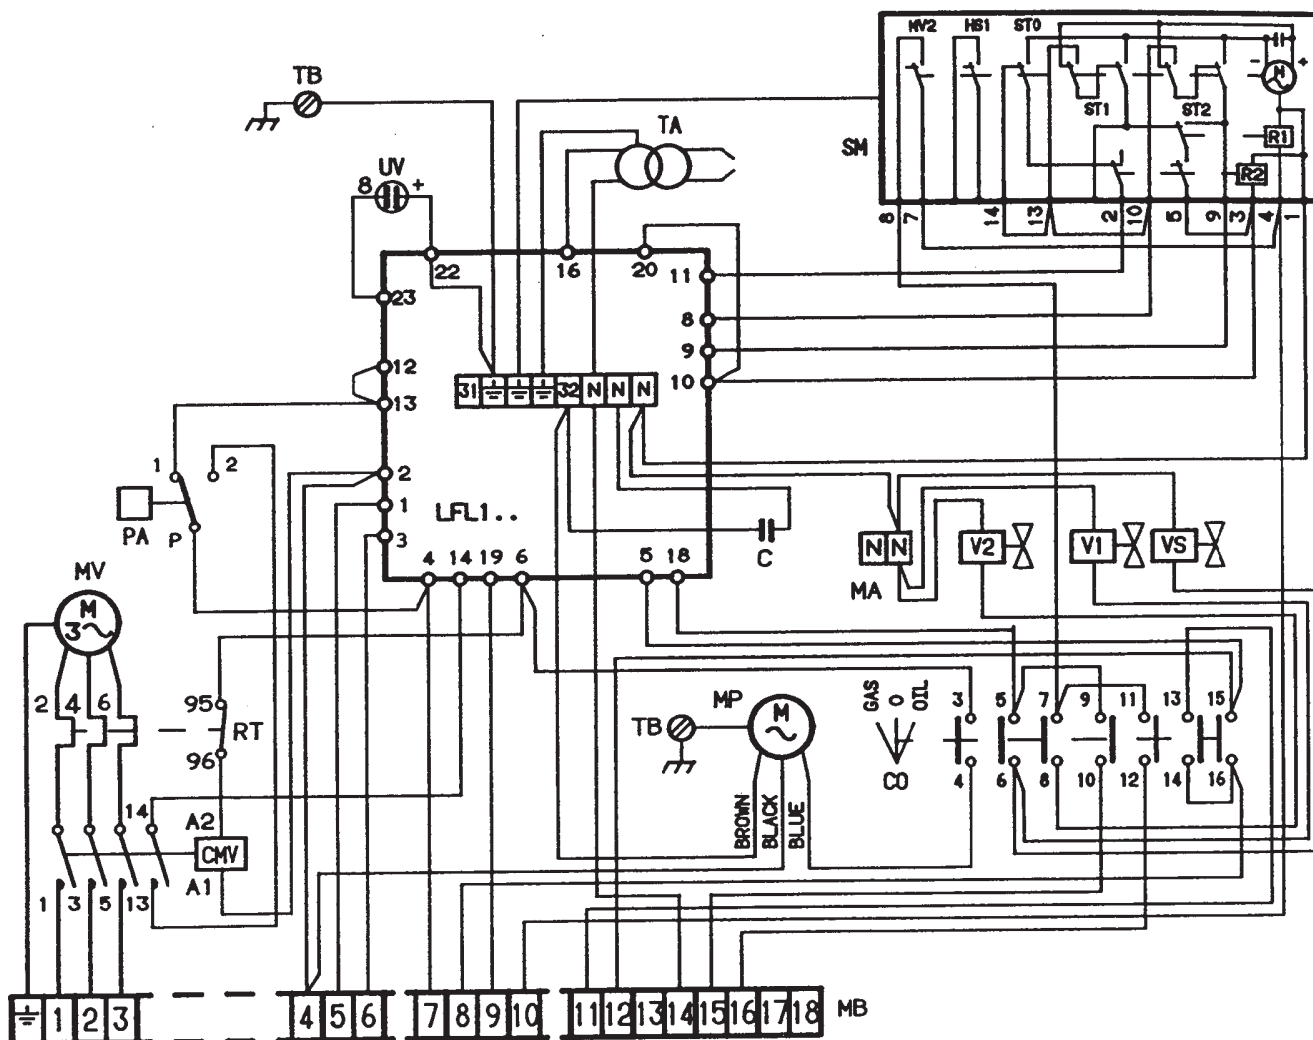 MV2 HS1 ST0
- M +
ST1 ST2
R1
R2
SM
8 7 14 13 2 10 5 9 3 4 1
TB
TA
UV
8 +
22 16 20
23
11
8
9
10
12
13
31 32 N N N
1 2
PA P
2
1
3
LFL1..
4 14 19 6 5 18
C
N N
MA
V2 V1 VS
MV
M
3
2 4 6
95
RT
96
14
A2
CMV
A1
1 3 5 13
TB
MP
M
BROWN
BLACK
BLUE
GAS
O
OIL
CO
3 5 7 9 11 13 15
4 6 8 10 12 14 16
1 2 3 4 5 6 7 8 9 10 11 12 13 14 15 16 17 18 MB